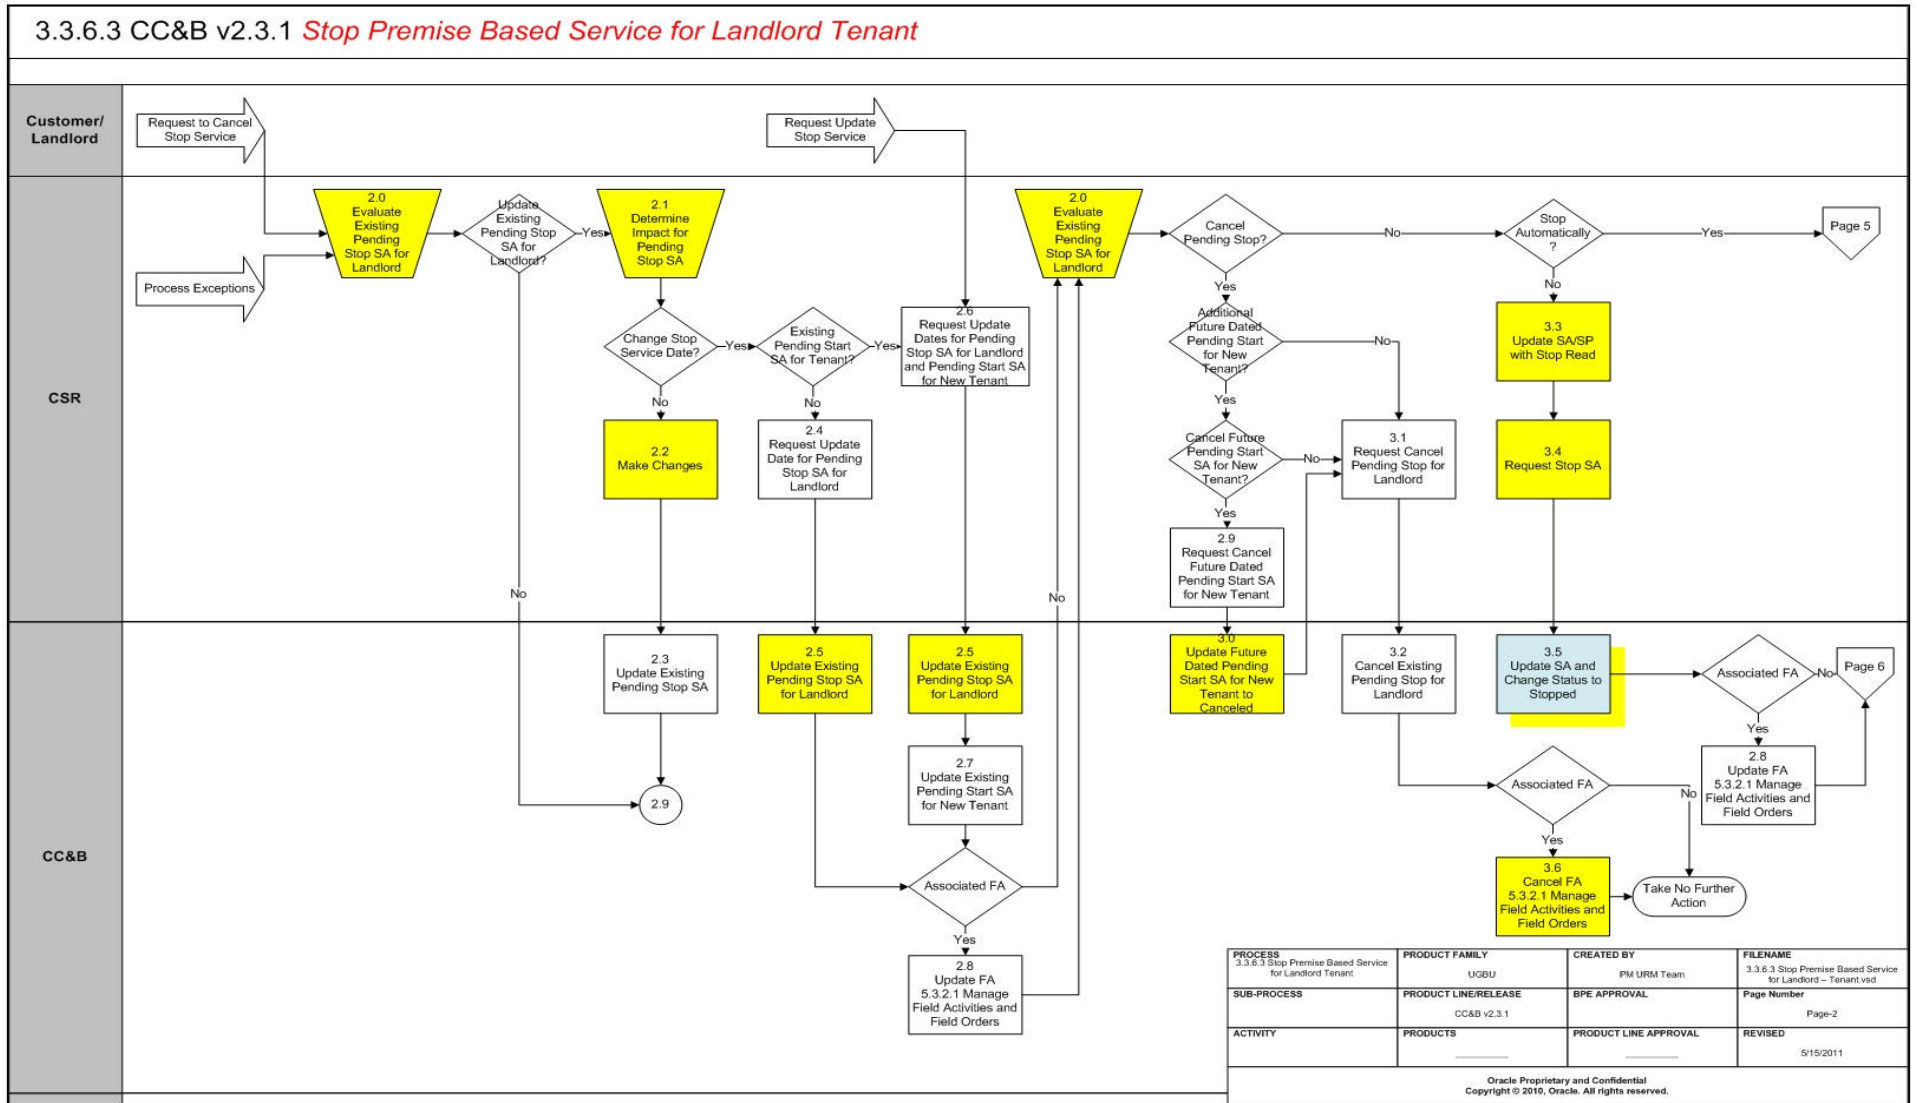 3.3.6.3 CC&B v2.3.1 Stop Premise Based Service for Landlord Tenant
Customer/
Landlord
Request to Cancel
Stop Service
Request Update
Stop Service
CSR
Process Exceptions
2.0
Evaluate
Existing
Pending
Stop SA for
Landlord
Update
Existing
Pending Stop
SA for
Landlord?
Yes
No
2.1
Determine
Impact for
Pending
Stop SA
Change Stop
Service Date?
Yes
No
Existing
Pending Start
SA for Tenant?
Yes
No
2.6
Request Update
Dates for Pending
Stop SA for Landlord
and Pending Start SA
for New Tenant
2.2
Make Changes
2.4
Request Update
Date for Pending
Stop SA for
Landlord
2.0
Evaluate
Existing
Pending
Stop SA for
Landlord
No
Cancel
Pending Stop?
No
Yes
Stop
Automatically
?
Yes
No
Page 5
Additional
Future Dated
Pending Start
for New
Tenant?
No
Yes
Cancel Future
Pending Start
SA for New
Tenant?
No
Yes
3.1
Request Cancel
Pending Stop for
Landlord
2.9
Request Cancel
Future Dated
Pending Start SA
for New Tenant
3.3
Update SA/SP
with Stop Read
3.4
Request Stop SA
CC&B
2.3
Update Existing
Pending Stop SA
2.9
2.5
Update Existing
Pending Stop SA
for Landlord
2.5
Update Existing
Pending Stop SA
for Landlord
2.7
Update Existing
Pending Start SA
for New Tenant
Associated FA
Yes
2.8
Update FA
5.3.2.1 Manage
Field Activities and
Field Orders
3.0
Update Future
Dated Pending
Start SA for New
Tenant to
Canceled
3.2
Cancel Existing
Pending Stop for
Landlord
3.5
Update SA and
Change Status to
Stopped
Associated FA
No
Page 6
Yes
2.8
Update FA
5.3.2.1 Manage
Field Activities and
Field Orders
Associated FA
No
Yes
3.6
Cancel FA
5.3.2.1 Manage
Field Activities and
Field Orders
Take No Further
Action
PROCESS
3.3.6.3 Stop Premise Based Service
for Landlord Tenant
PRODUCT FAMILY
UGBU
CREATED BY
PM URM Team
FILENAME
3.3.6.3 Stop Premise Based Service
for Landlord – Tenant.vsd
SUB-PROCESS
PRODUCT LINE/RELEASE
CC&B v2.3.1
BPE APPROVAL
Page Number
Page-2
ACTIVITY
PRODUCTS
PRODUCT LINE APPROVAL
REVISED
5/15/2011
Oracle Proprietary and Confidential
Copyright © 2010, Oracle. All rights reserved.